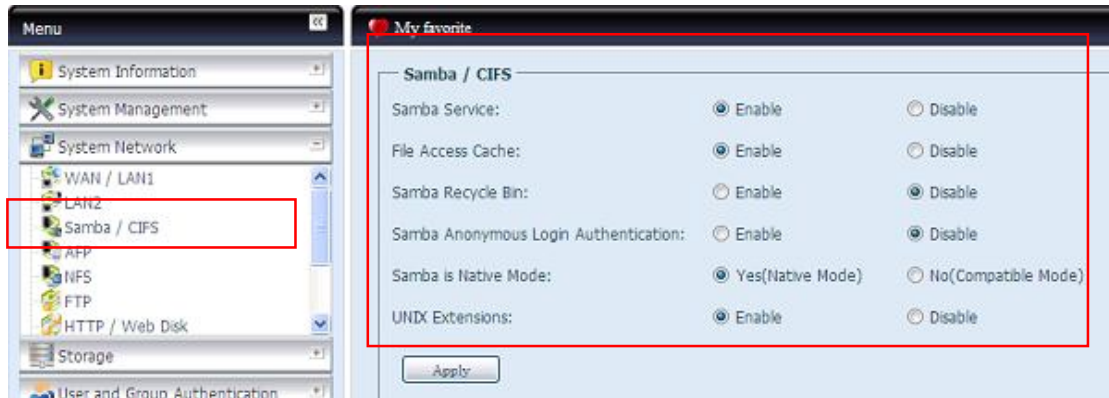 Menu
System Information
System Management
System Network
WAN / LAN1
LAN2
Samba / CIFS
AFP
NFS
FTP
HTTP / Web Disk
Storage
User and Group Authentication
My favorite
Samba / CIFS
Samba Service: Enable Disable
File Access Cache: Enable Disable
Samba Recycle Bin: Enable Disable
Samba Anonymous Login Authentication: Enable Disable
Samba is Native Mode: Yes(Native Mode) No(Compatible Mode)
UNIX Extensions: Enable Disable
Apply